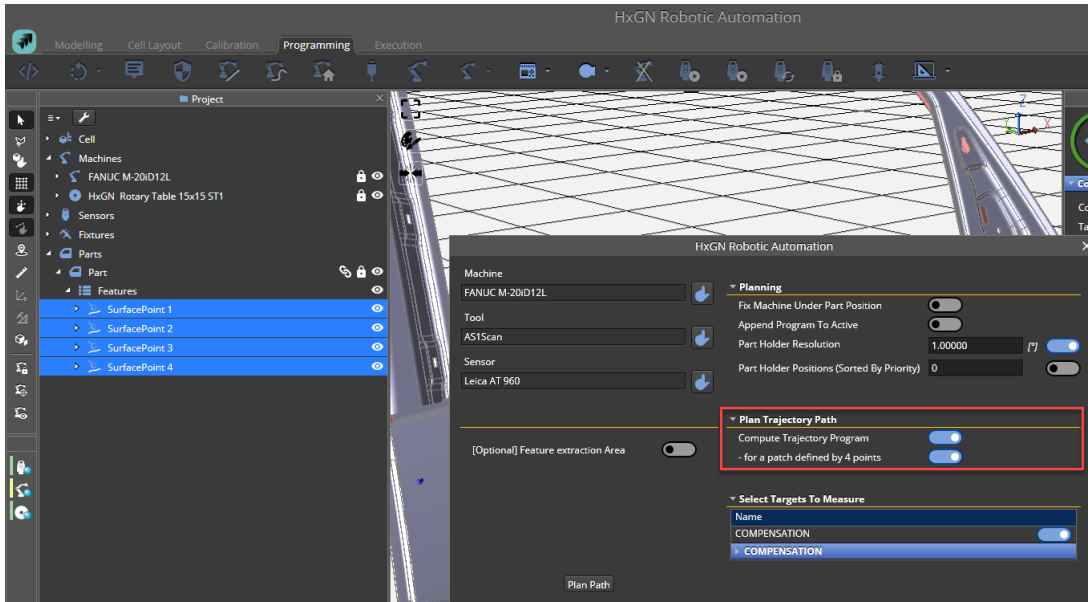 HxGN Robotic Automation
Modelling Cell Layout Calibration Programming Execution
Project
Cell
Machines
FANUC M-20iD12L
HxGN Rotary Table 15x15 ST1
Sensors
Fixtures
Parts
Part
Features
SurfacePoint 1
SurfacePoint 2
SurfacePoint 3
SurfacePoint 4
Z
X
Co
Co
Ta
HxGN Robotic Automation
Machine
FANUC M-20iD12L
Tool
AS1Scan
Sensor
Leica AT 960
[Optional] Feature extraction Area
Planning
Fix Machine Under Part Position
Append Program To Active
Part Holder Resolution 1.00000 [°]
Part Holder Positions (Sorted By Priority) 0
Plan Trajectory Path
Compute Trajectory Program
- for a patch defined by 4 points
Select Targets To Measure
Name
COMPENSATION
COMPENSATION
Plan Path